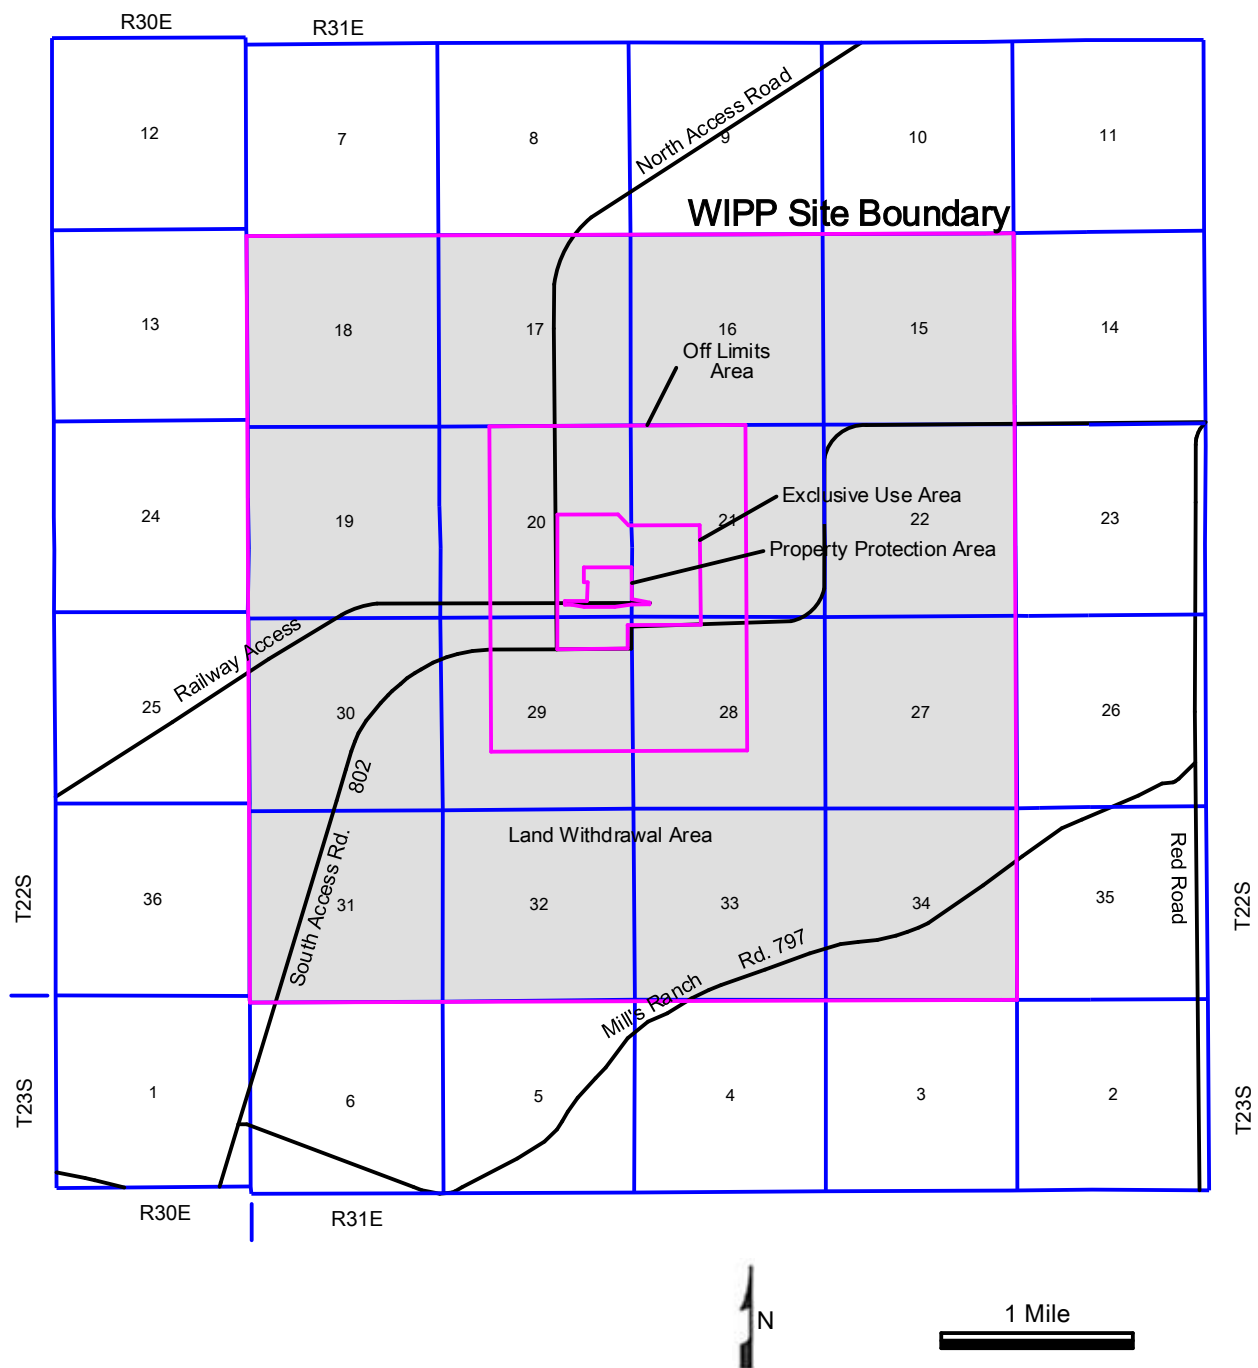 R30E
R31E
North Access Road
12
7
8
9
10
11
WIPP Site Boundary
13
18
17
16
15
14
Off Limits
Area
Exclusive Use Area
24
19
20
21
22
23
Property Protection Area
Railway Access
25
30
29
28
27
26
802
Land Withdrawal Area
South Access Rd.
Red Road
T22S
36
31
32
33
34
35
T22S
Mill's Ranch
Rd. 797
T23S
1
6
5
4
3
2
T23S
R30E
R31E
N
1 Mile